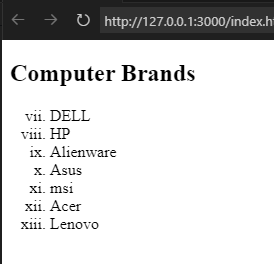 http://127.0.0.1:3000/index.h
Computer Brands
vii. DELL
viii. HP
ix. Alienware
x. Asus
xi. msi
xii. Acer
xiii. Lenovo